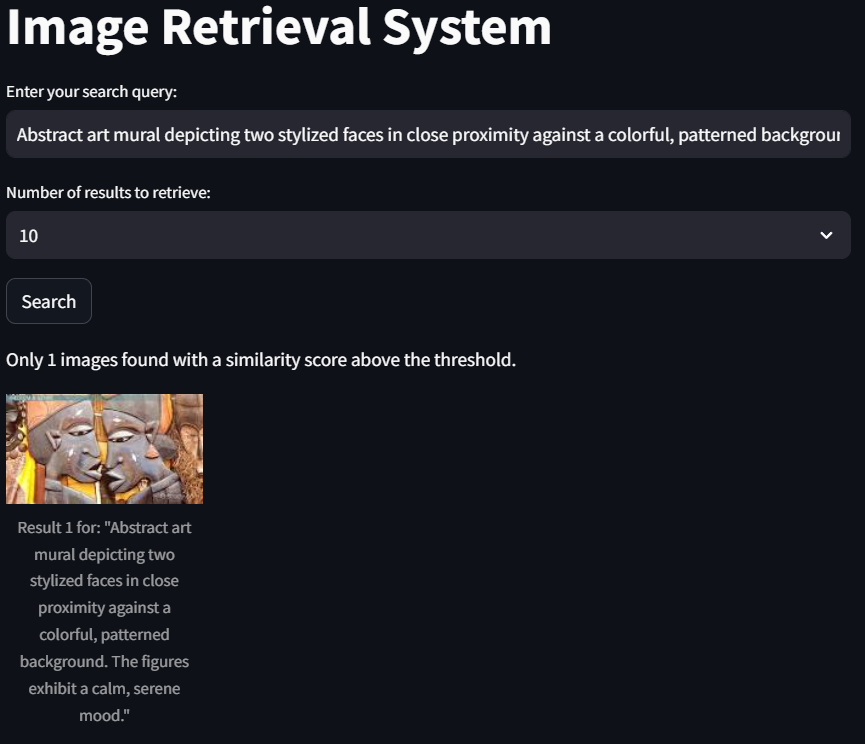 Image Retrieval System
Enter your search query:
Abstract art mural depicting two stylized faces in close proximity against a colorful, patterned backgrour
Number of results to retrieve:
10
Search
Only 1 images found with a similarity score above the threshold.
Result 1 for: "Abstract art
mural depicting two
stylized faces in close
proximity against a
colorful, patterned
background. The figures
exhibit a calm, serene
mood."